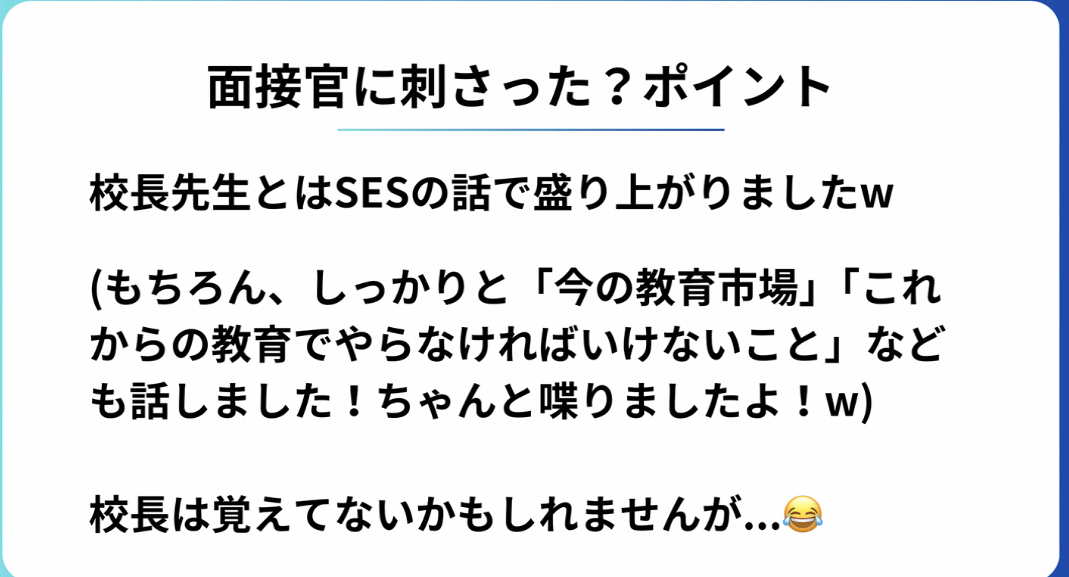 面接官に刺さった？ポイント
校長先生とはSESの話で盛り上がりましたw
(もちろん、しっかりと「今の教育市場」「これ
からの教育でやらなければいけないこと」など
も話しました！ちゃんと喋りましたよ！w)
校長は覚えてないかもしれませんが...😂